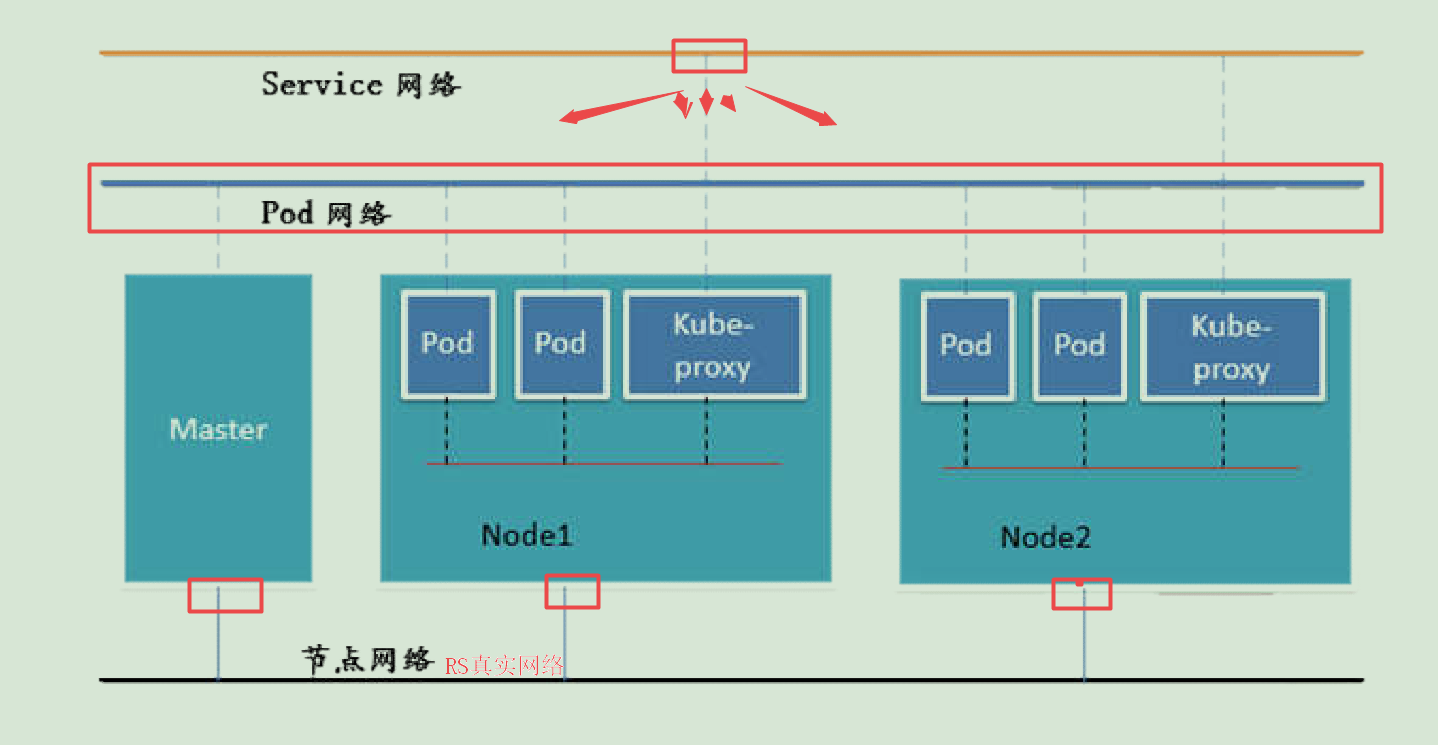 Service 网络
Pod 网络
Pod
Pod
Kube-
proxy
Pod
Pod
Kube-
proxy
Master
Node1
Node2
节点网络 RS真实网络